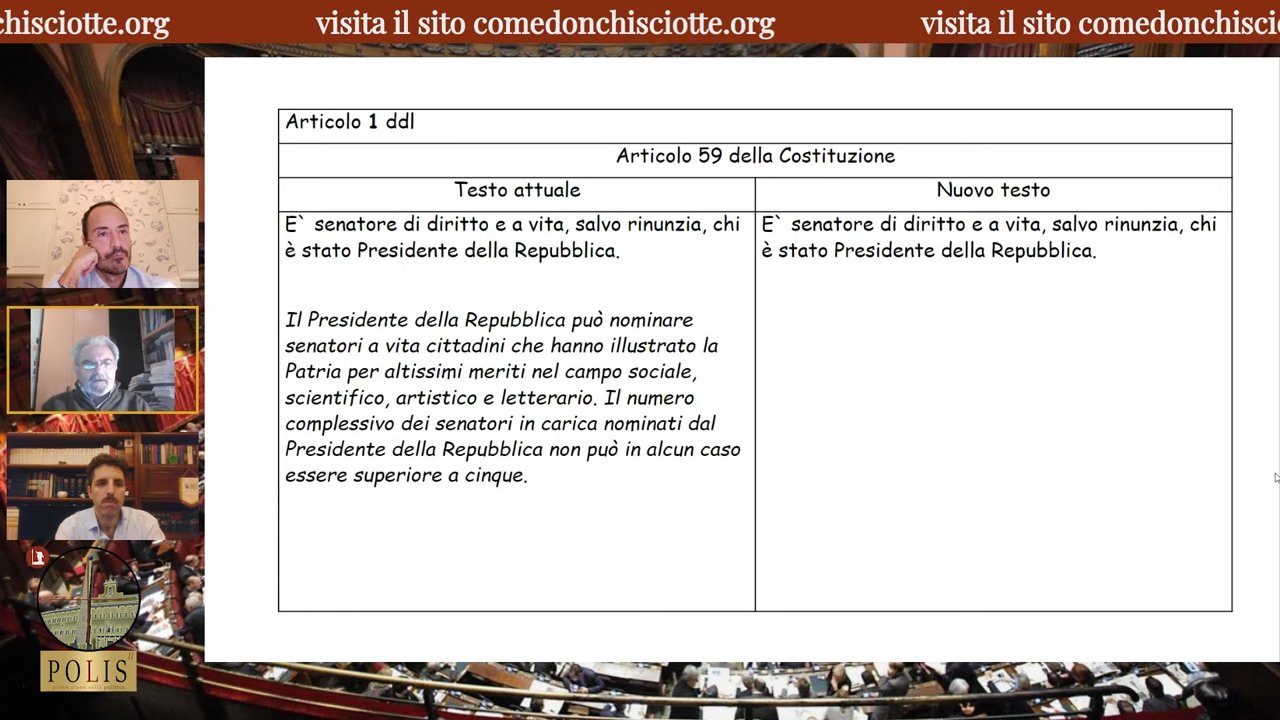 chisciotte.org visita il sito comedonchisciotte.org visita il sito comedonchisci
Articolo 1 ddl
Articolo 59 della Costituzione
Testo attuale
Nuovo testo
E` senatore di diritto e a vita, salvo rinunzia, chi
è stato Presidente della Repubblica.
Il Presidente della Repubblica può nominare
senatori a vita cittadini che hanno illustrato la
Patria per altissimi meriti nel campo sociale,
scientifico, artistico e letterario. Il numero
complessivo dei senatori in carica nominati dal
Presidente della Repubblica non può in alcun caso
essere superiore a cinque.
E` senatore di diritto e a vita, salvo rinunzia, chi
è stato Presidente della Repubblica.
POLIS